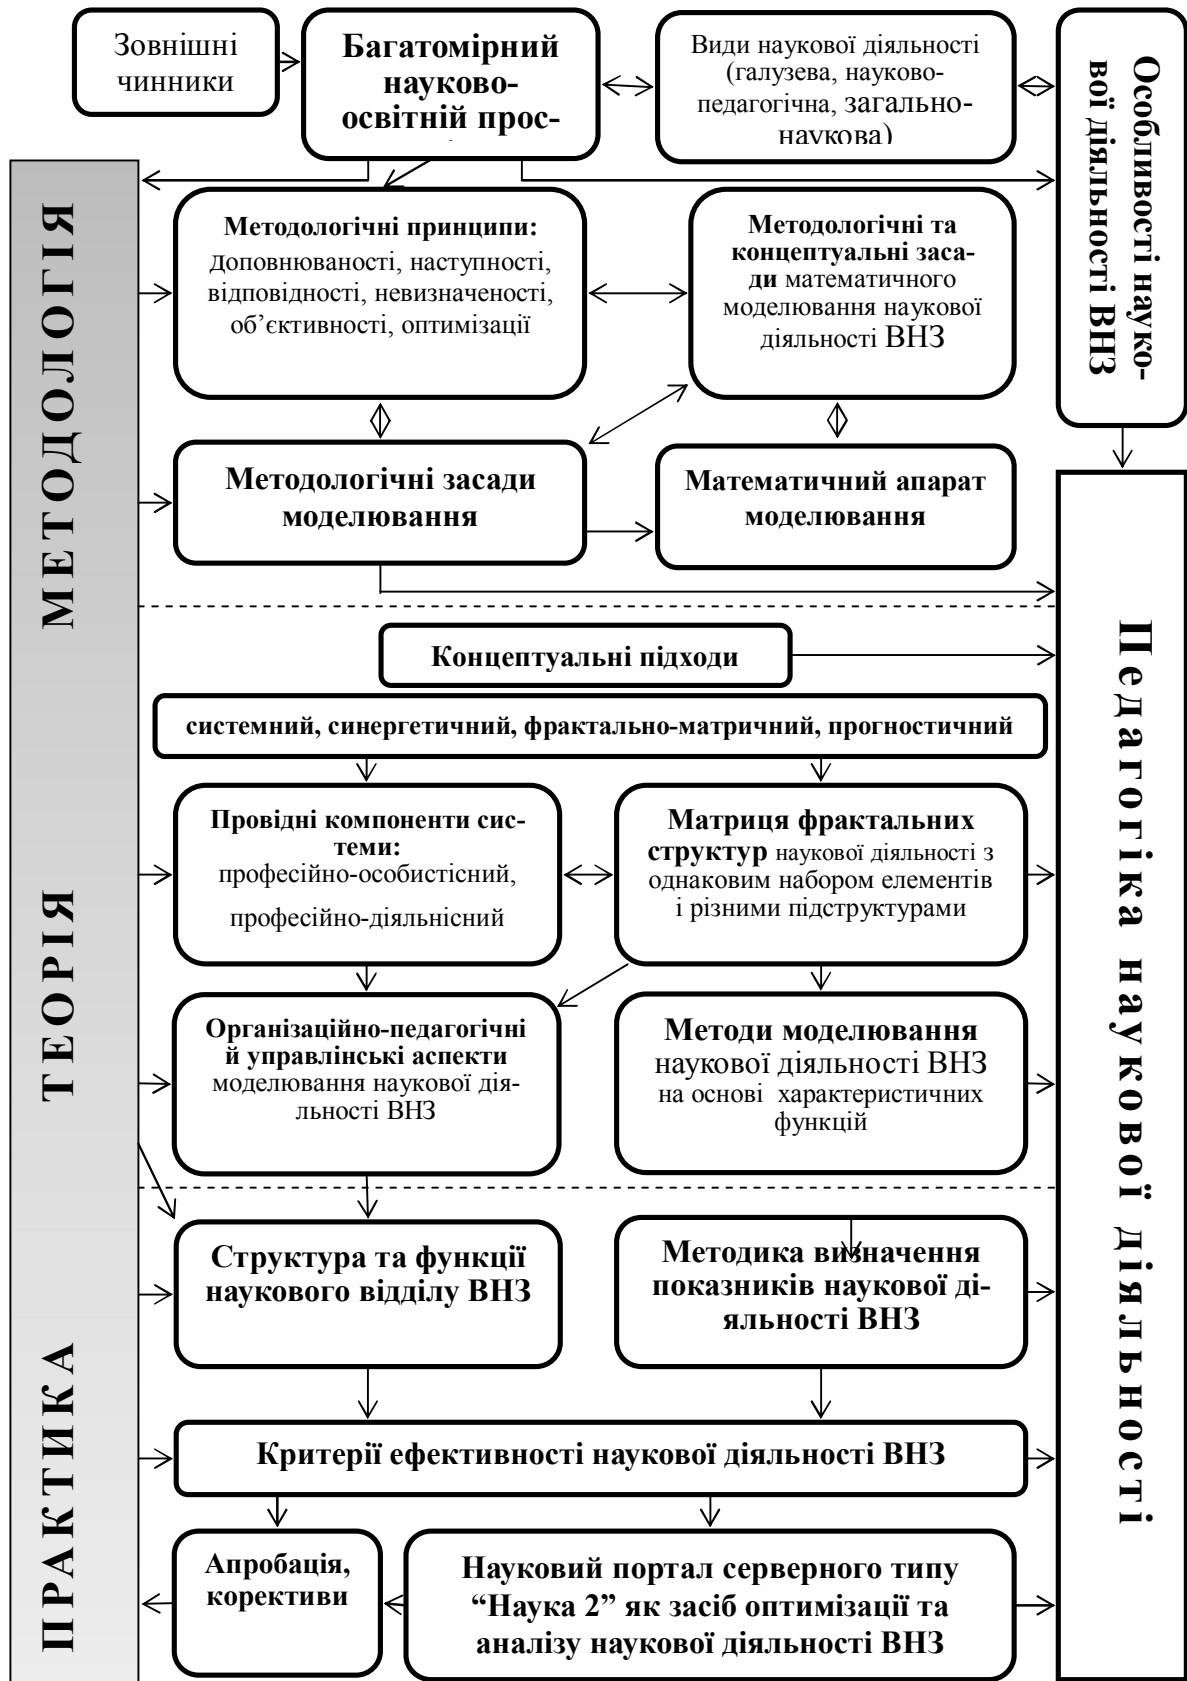 Зовнішні
чинники
Багатомірний
науково-
освітній прос-
Види наукової діяльності
(галузева, науково-
педагогічна, загально-
наукова)
Особливості науко-
вої діяльності ВНЗ
МЕТОДОЛОГІЯ
Методологічні принципи:
доповнюваності, наступності,
відповідності, невизначеності,
об’єктивності, оптимізації
Методологічні та
концептуальні заса-
ди математичного
моделювання наукової
діяльності ВНЗ
Методологічні засади
моделювання
Математичний апарат
моделювання
Педагогіка наукової діяльності
Концептуальні підходи
системний, синергетичний, фрактально-матричний, прогностичний
ТЕОРІЯ
Провідні компоненти сис-
теми:
професійно-особистісний,
професійно-діяльнісний
Матриця фрактальних
структур наукової діяльності з
однаковим набором елементів
і різними підструктурами
Організаційно-педагогічні
й управлінські аспекти
моделювання наукової дія-
льності ВНЗ
Методи моделювання
наукової діяльності ВНЗ
на основі характеристичних
функцій
ПРАКТИКА
Структура та функції
наукового відділу ВНЗ
Методика визначення
показників наукової ді-
яльності ВНЗ
Критерії ефективності наукової діяльності ВНЗ
Апробація,
корективи
Науковий портал серверного типу
“Наука 2” як засіб оптимізації та
аналізу наукової діяльності ВНЗ